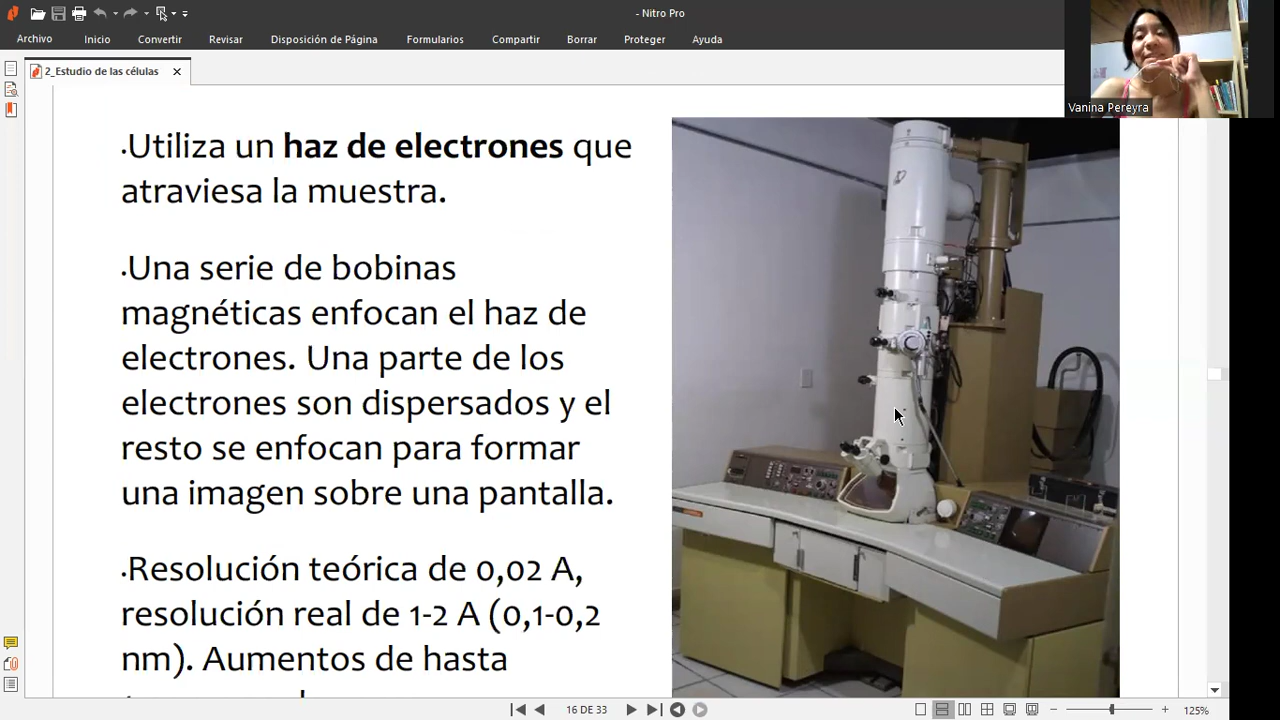 - Nitro Pro
Archivo Inicio Convertir Revisar Disposición de Página Formularios Compartir Borrar Proteger Ayuda
2_Estudio de las células
Vanina Pereyra
.Utiliza un haz de electrones que
atraviesa la muestra.
.Una serie de bobinas
magnéticas enfocan el haz de
electrones. Una parte de los
electrones son dispersados y el
resto se enfocan para formar
una imagen sobre una pantalla.
.Resolución teórica de 0,02 A,
resolución real de 1-2 A (0,1-0,2
nm). Aumentos de hasta
16 DE 33
125%